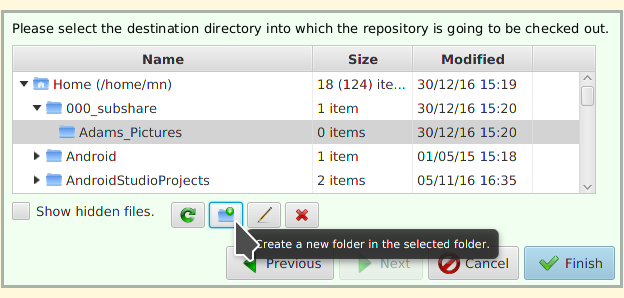 Please select the destination directory into which the repository is going to be checked out.
Name Size Modified
Home (/home/mn) 18 (124) ite... 30/12/16 15:19
000_subshare 1 item 30/12/16 15:20
Adams_Pictures 0 items 30/12/16 15:20
Android 1 item 01/05/15 15:18
AndroidStudioProjects 2 items 05/11/16 16:35
Show hidden files.
Create a new folder in the selected folder.
Previous Next Cancel Finish